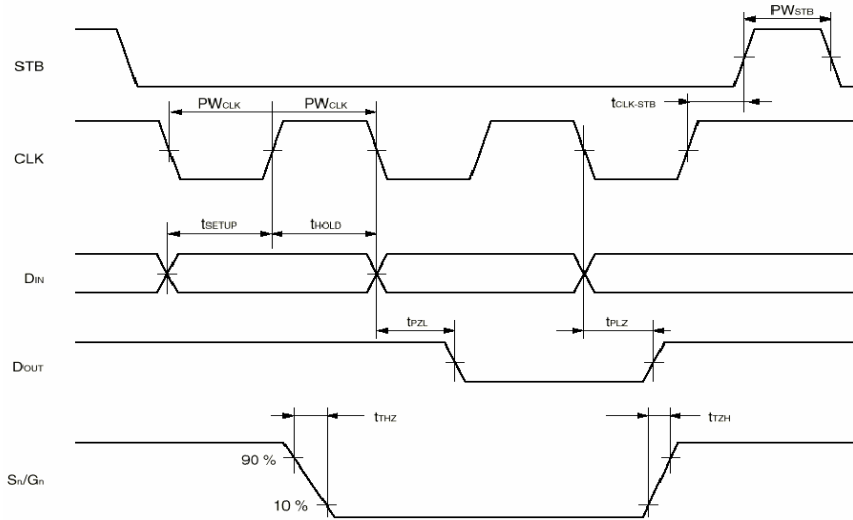 PWSTB
STB
tCLK-STB
PWCLK PWCLK
CLK
tSETUP tHOLD
DIN
tPZL tPLZ
DOUT
tTHZ tTZH
90 %
Sn/Gn
10 %